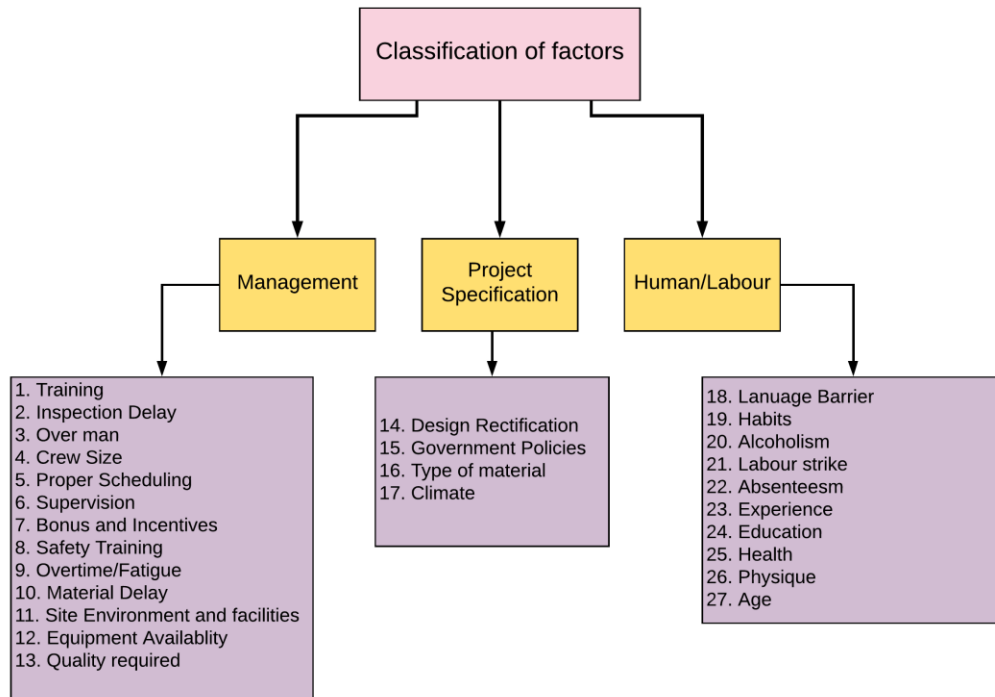 Classification of factors
Management
Project
Specification
Human/Labour
1. Training
2. Inspection Delay
3. Over man
4. Crew Size
5. Proper Scheduling
6. Supervision
7. Bonus and Incentives
8. Safety Training
9. Overtime/Fatigue
10. Material Delay
11. Site Environment and facilities
12. Equipment Availablity
13. Quality required
14. Design Rectification
15. Government Policies
16. Type of material
17. Climate
18. Lanuage Barrier
19. Habits
20. Alcoholism
21. Labour strike
22. Absenteesm
23. Experience
24. Education
25. Health
26. Physique
27. Age